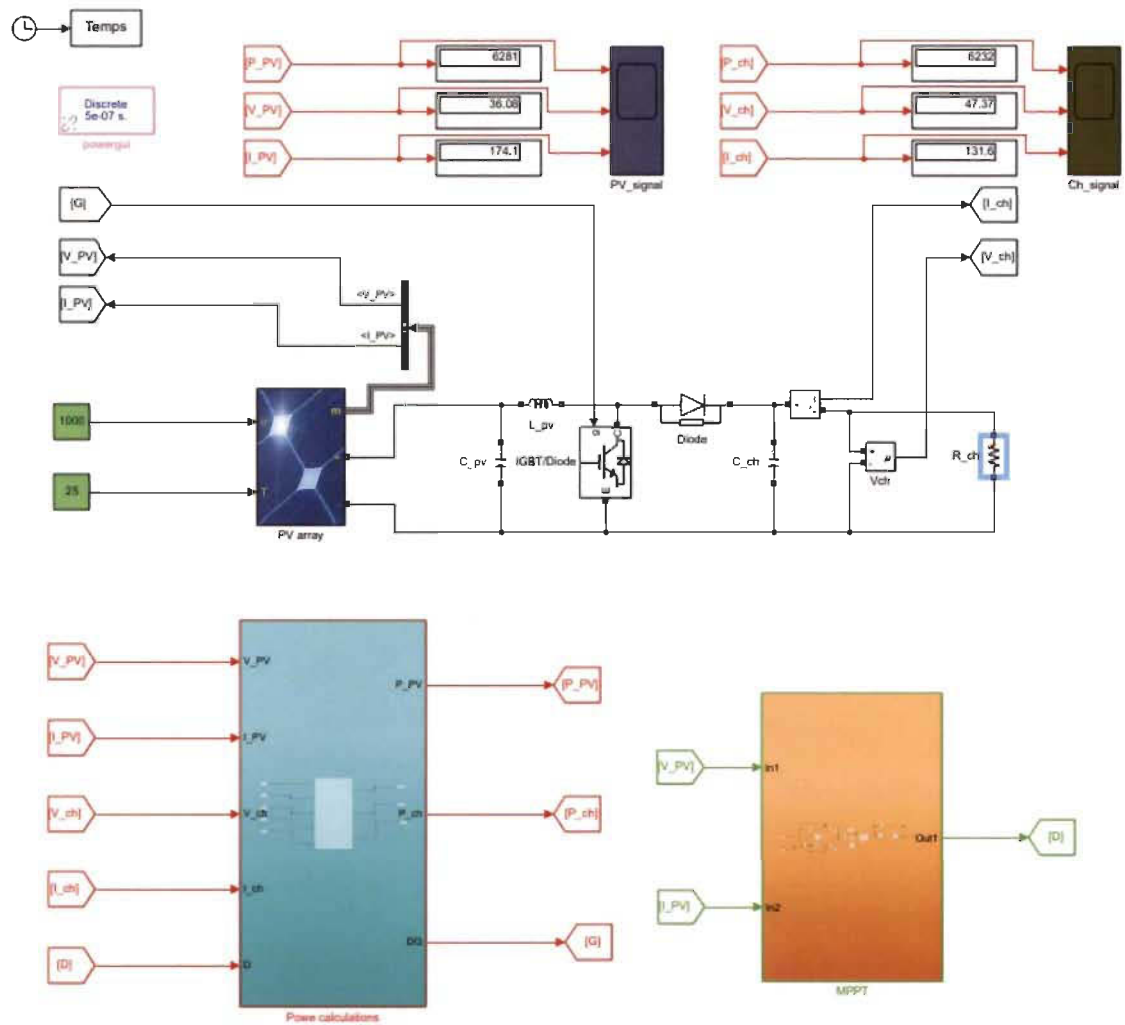 Temps
Discrete
5e-07 s.
powergui
[P_PV]
6281
[V_PV]
36.08
[I_PV]
174.1
PV_signal
[P_ch]
6232
[V_ch]
47.37
[I_ch]
131.6
Ch_signal
[G]
[I_ch]
[V_PV]
[V_ch]
[I_PV]
<V_PV>
<I_PV>
1000
m
25
T
PV array
L_pv
C_pv
g
C
E
IGBT/Diode
Diode
C_ch
Vch
R_ch
[V_PV]
V_PV
P_PV
[P_PV]
[I_PV]
I_PV
[V_ch]
V_ch
P_ch
[P_ch]
[I_ch]
I_ch
DG
[G]
[D]
D
Powe calculations
[V_PV]
In1
Out1
[D]
[I_PV]
In2
MPPT